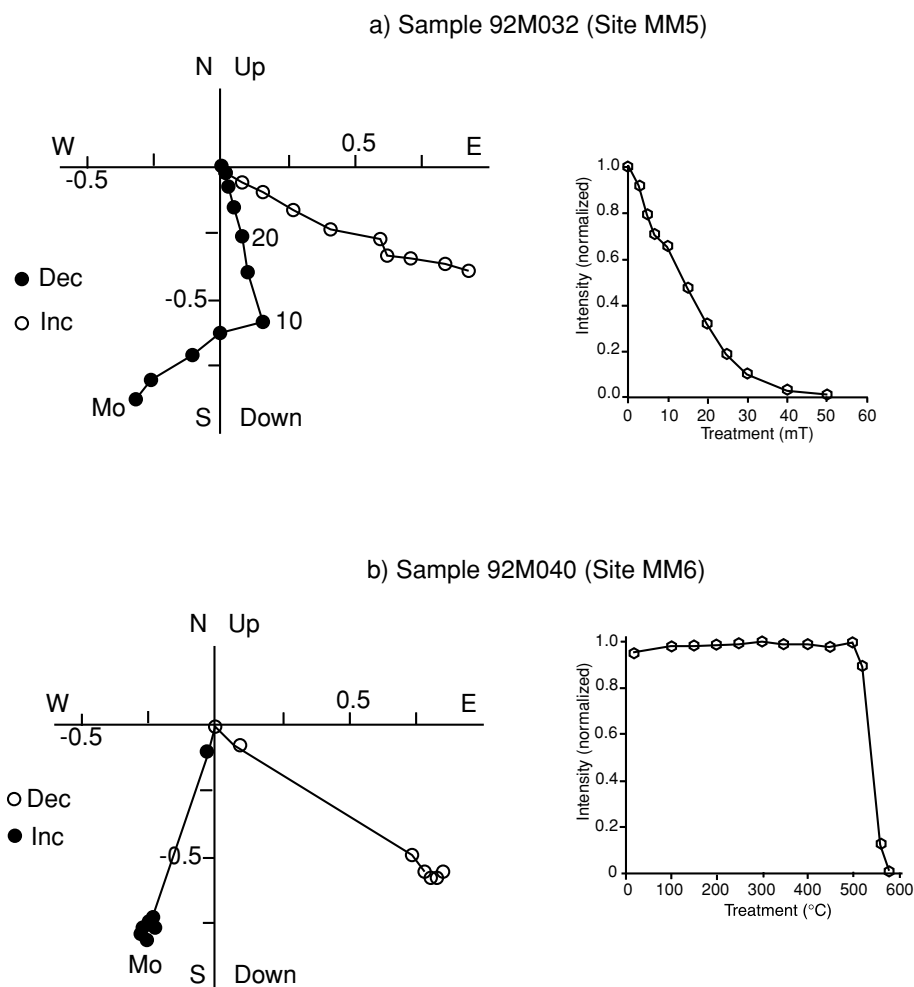 a) Sample 92M032 (Site MM5)
N Up
W
-0.5
0.5
E
20
-0.5
10
Mo
S Down
Dec
Inc
Intensity (normalized)
1.0
0.8
0.6
0.4
0.2
0.0
0 10 20 30 40 50 60
Treatment (mT)
b) Sample 92M040 (Site MM6)
N Up
W
-0.5
0.5
E
-0.5
Mo
S Down
Dec
Inc
Intensity (normalized)
1.0
0.8
0.6
0.4
0.2
0
0 100 200 300 400 500 600
Treatment (°C)